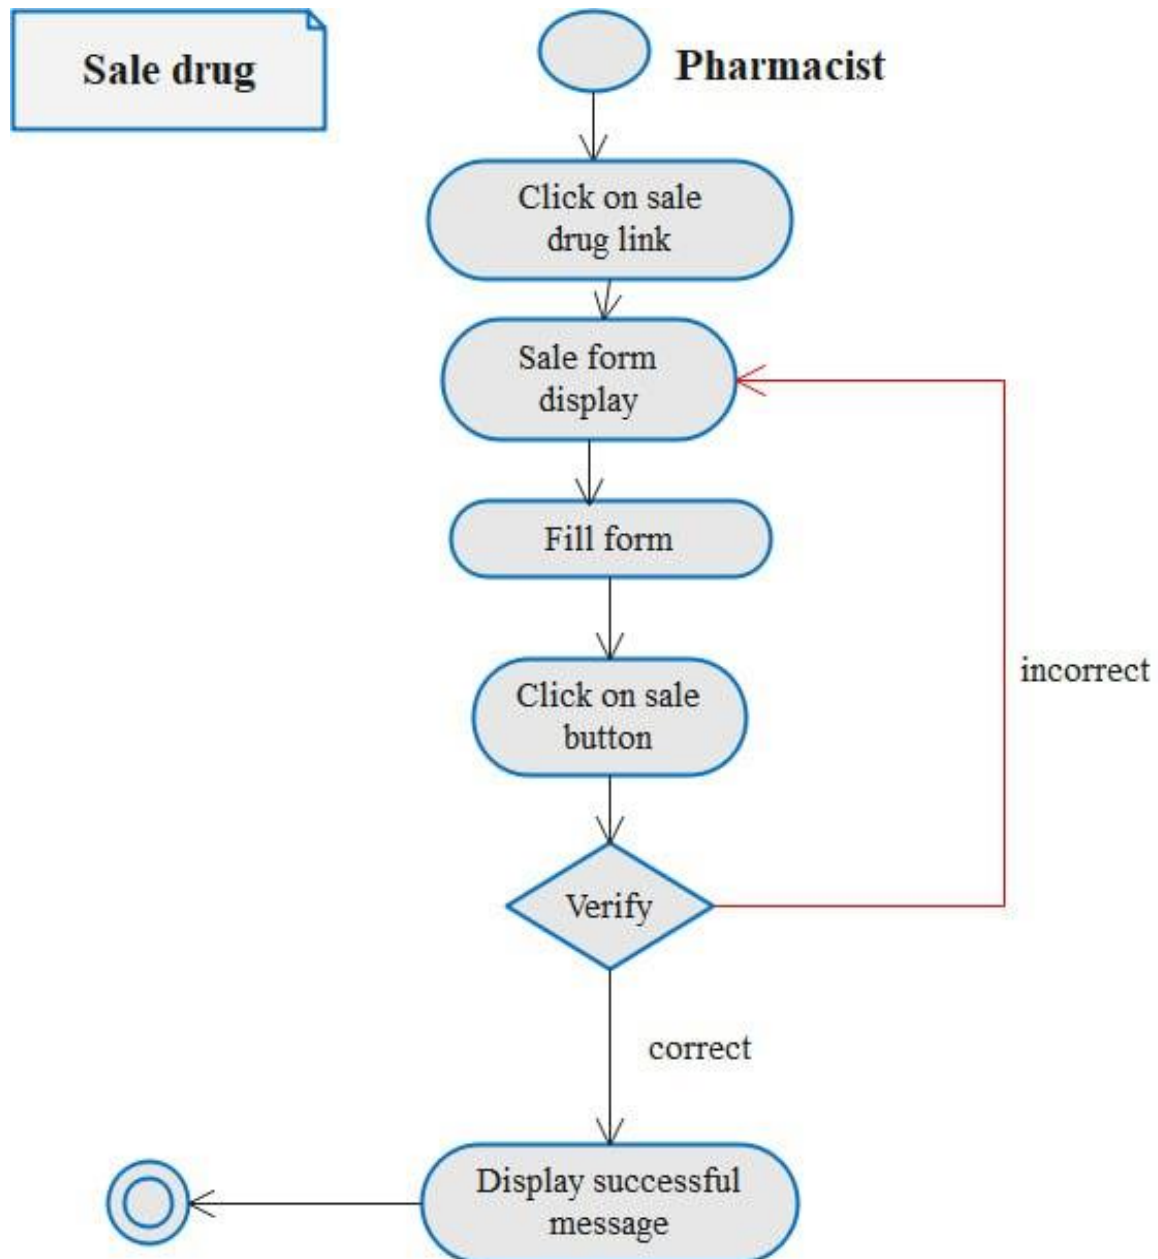 Sale drug
Pharmacist
Click on sale
drug link
Sale form
display
Fill form
Click on sale
button
incorrect
Verify
correct
Display successful
message